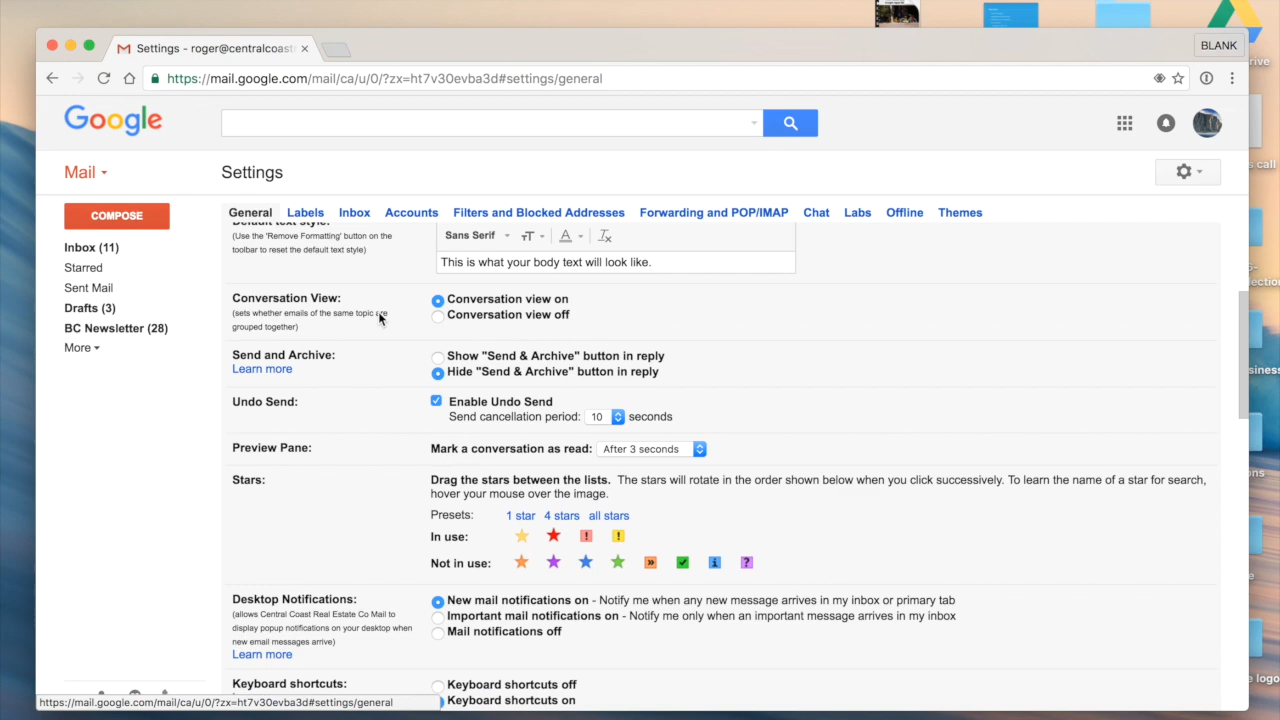 Settings - roger@centralcoast
BLANK
https://mail.google.com/mail/ca/u/0/?zx=ht7v30evba3d#settings/general
Google
Mail
Settings
COMPOSE
General Labels Inbox Accounts Filters and Blocked Addresses Forwarding and POP/IMAP Chat Labs Offline Themes
Inbox (11)
Starred
Sent Mail
Drafts (3)
BC Newsletter (28)
More
Default text style:
(Use the 'Remove Formatting' button on the
toolbar to reset the default text style)
Sans Serif
This is what your body text will look like.
Conversation View:
(sets whether emails of the same topic are
grouped together)
Conversation view on
Conversation view off
Send and Archive:
Learn more
Show "Send & Archive" button in reply
Hide "Send & Archive" button in reply
Undo Send:
Enable Undo Send
Send cancellation period: 10 seconds
Preview Pane:
Mark a conversation as read: After 3 seconds
Stars:
Drag the stars between the lists. The stars will rotate in the order shown below when you click successively. To learn the name of a star for search,
hover your mouse over the image.
Presets: 1 star 4 stars all stars
In use:
Not in use:
Desktop Notifications:
(allows Central Coast Real Estate Co Mail to
display popup notifications on your desktop when
new email messages arrive)
Learn more
New mail notifications on - Notify me when any new message arrives in my inbox or primary tab
Important mail notifications on - Notify me only when an important message arrives in my inbox
Mail notifications off
Keyboard shortcuts:
Keyboard shortcuts off
Keyboard shortcuts on
https://mail.google.com/mail/ca/u/0/?zx=ht7v30evba3d#settings/general